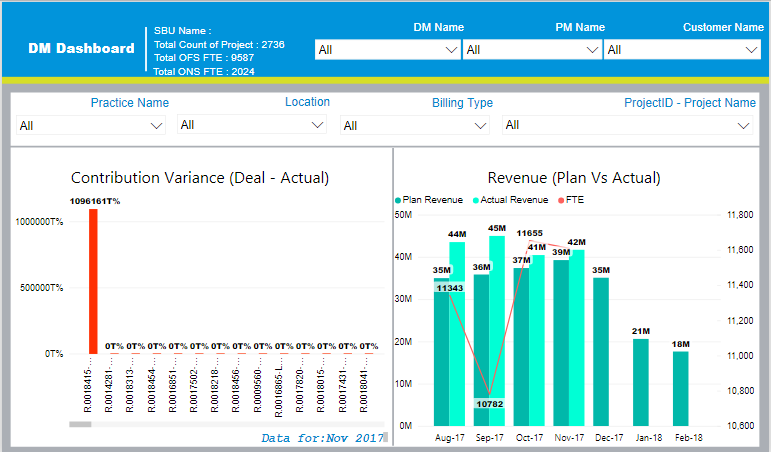 DM Dashboard
SBU Name :
Total Count of Project : 2736
Total OFS FTE : 9587
Total ONS FTE : 2024
DM Name
All
PM Name
All
Customer Name
All
Practice Name
All
Location
All
Billing Type
All
ProjectID - Project Name
All
Contribution Variance (Deal - Actual)
1096161T%
1000000T%
500000T%
0T%
0T% 0T% 0T% 0T% 0T% 0T% 0T% 0T% 0T% 0T% 0T% 0T% 0T%
R.0018415-...
R.0014281-...
R.0018313-...
R.0018454-...
R.0016851-...
R.0017502-...
R.0018218-...
R.0018456-...
R.0009560-...
R.0016865-L...
R.0017820-...
R.0018015-...
R.0017431-...
R.0018041-...
Data for:Nov 2017
Revenue (Plan Vs Actual)
Plan Revenue Actual Revenue FTE
50M
40M
30M
20M
10M
0M
35M 44M 36M 45M 37M 41M 39M 42M 35M 21M 18M
11343 10782 11655
11,800
11,600
11,400
11,200
11,000
10,800
10,600
Aug-17 Sep-17 Oct-17 Nov-17 Dec-17 Jan-18 Feb-18